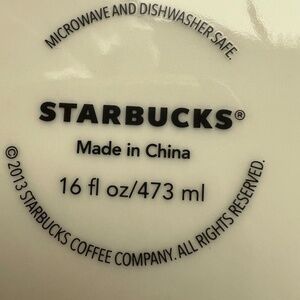 MICROWAVE AND DISHWASHER SAFE.
STARBUCKS®
Made in China
16 fl oz/473 ml
© 2013 STARBUCKS COFFEE COMPANY. ALL RIGHTS RESERVED.